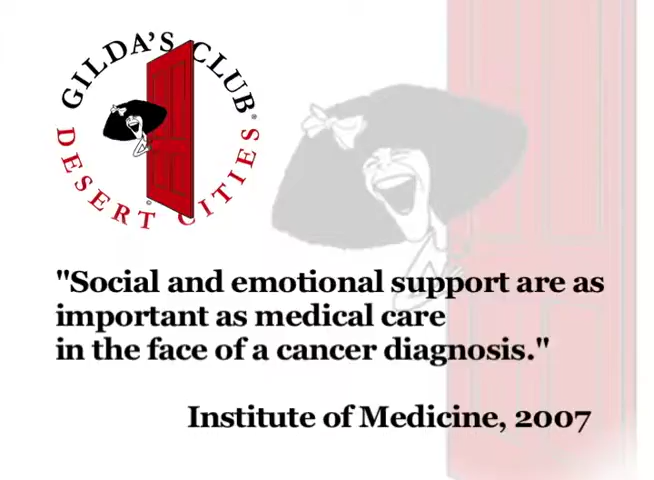 GILDA'S CLUB®
DESERT CITIES
©
"Social and emotional support are as
important as medical care
in the face of a cancer diagnosis."
Institute of Medicine, 2007